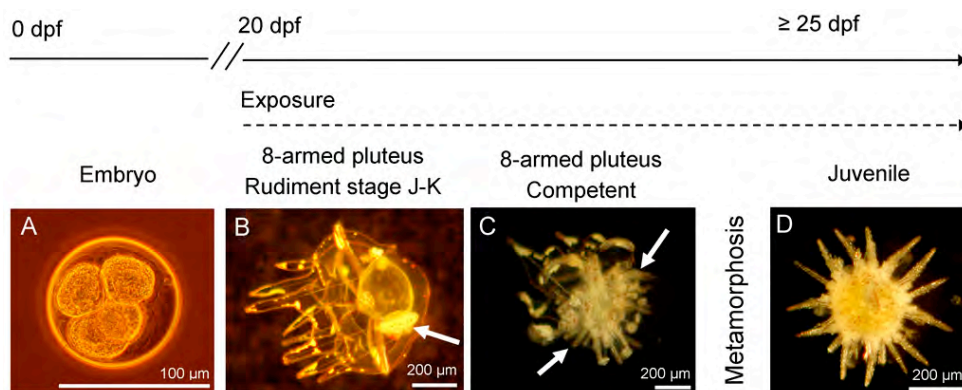 0 dpf
20 dpf
≥ 25 dpf
Exposure
Embryo
8-armed pluteus
Rudiment stage J-K
8-armed pluteus
Competent
Juvenile
A
100 µm
B
200 µm
C
200 µm
Metamorphosis
D
200 µm